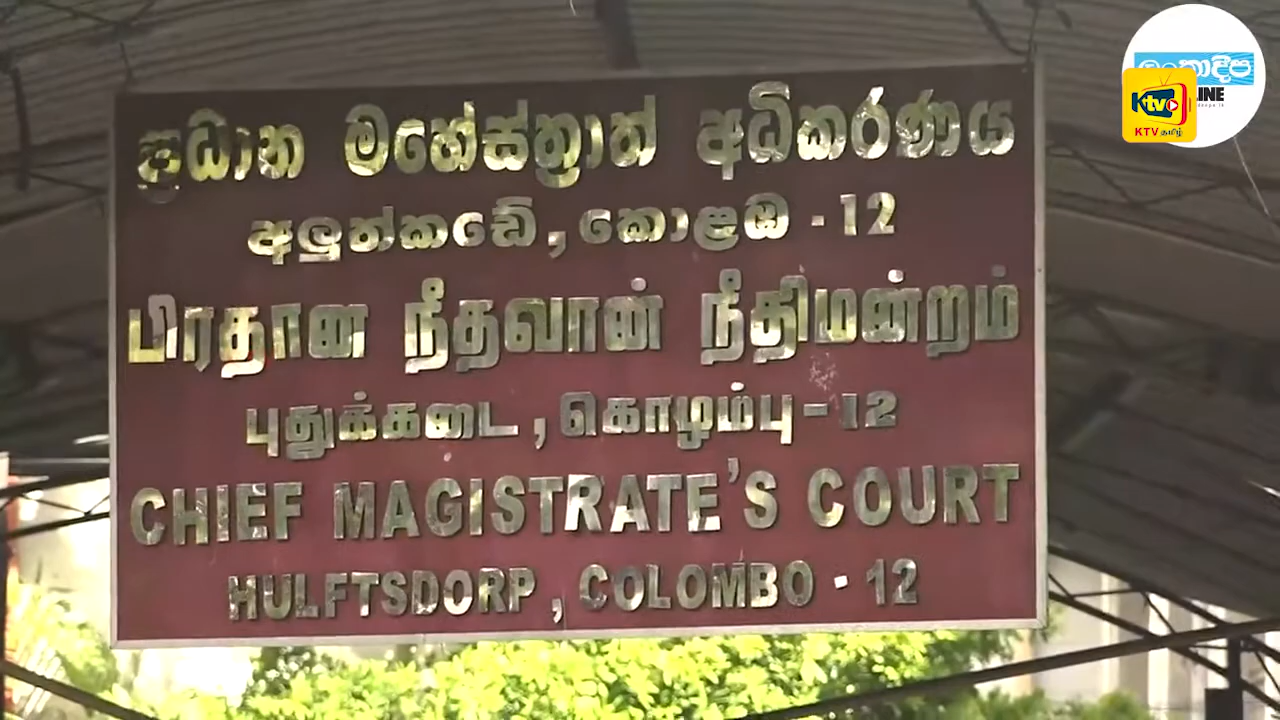 ප්‍රධාන මහේස්ත්‍රාත් අධිකරණය
අලුත්කඩේ, කොළඹ - 12
பிரதான நீதவான் நீதிமன்றம்
புதுக்கடை, கொழும்பு - 12
CHIEF MAGISTRATE'S COURT
HULFTSDORP, COLOMBO - 12
Ktv
KTV தமிழ்